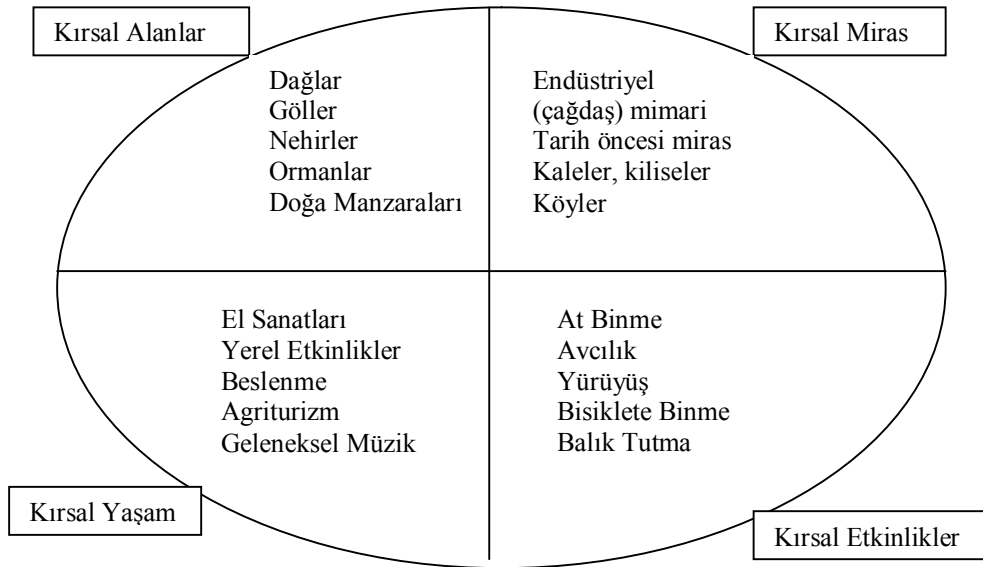 Kırsal Alanlar
Dağlar
Göller
Nehirler
Ormanlar
Doğa Manzaraları
Kırsal Miras
Endüstriyel
(çağdaş) mimari
Tarih öncesi miras
Kaleler, kiliseler
Köyler
El Sanatları
Yerel Etkinlikler
Beslenme
Agriturizm
Geleneksel Müzik
Kırsal Yaşam
At Binme
Avcılık
Yürüyüş
Bisiklete Binme
Balık Tutma
Kırsal Etkinlikler